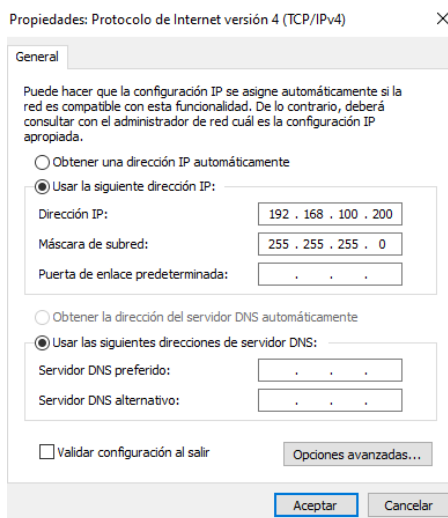 Propiedades: Protocolo de Internet versión 4 (TCP/IPv4)
General
Puede hacer que la configuración IP se asigne automáticamente si la
red es compatible con esta funcionalidad. De lo contrario, deberá
consultar con el administrador de red cuál es la configuración IP
apropiada.
Obtener una dirección IP automáticamente
Usar la siguiente dirección IP:
Dirección IP: 192 . 168 . 100 . 200
Máscara de subred: 255 . 255 . 255 . 0
Puerta de enlace predeterminada: . . .
Obtener la dirección del servidor DNS automáticamente
Usar las siguientes direcciones de servidor DNS:
Servidor DNS preferido: . . .
Servidor DNS alternativo: . . .
Validar configuración al salir Opciones avanzadas...
Aceptar Cancelar